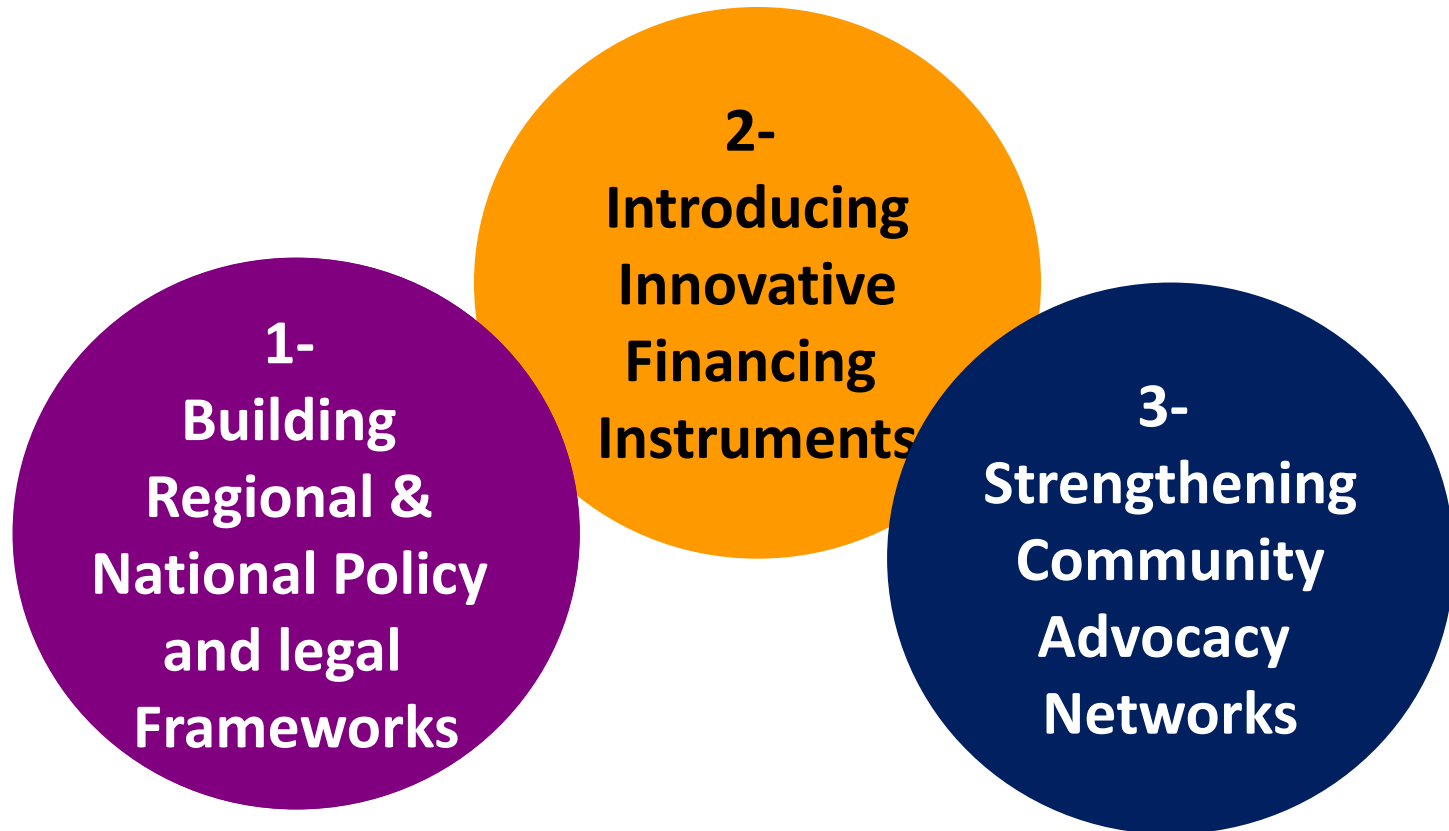 1-
Building
Regional &
National Policy
and legal
Frameworks
2-
Introducing
Innovative
Financing
Instruments
3-
Strengthening
Community
Advocacy
Networks